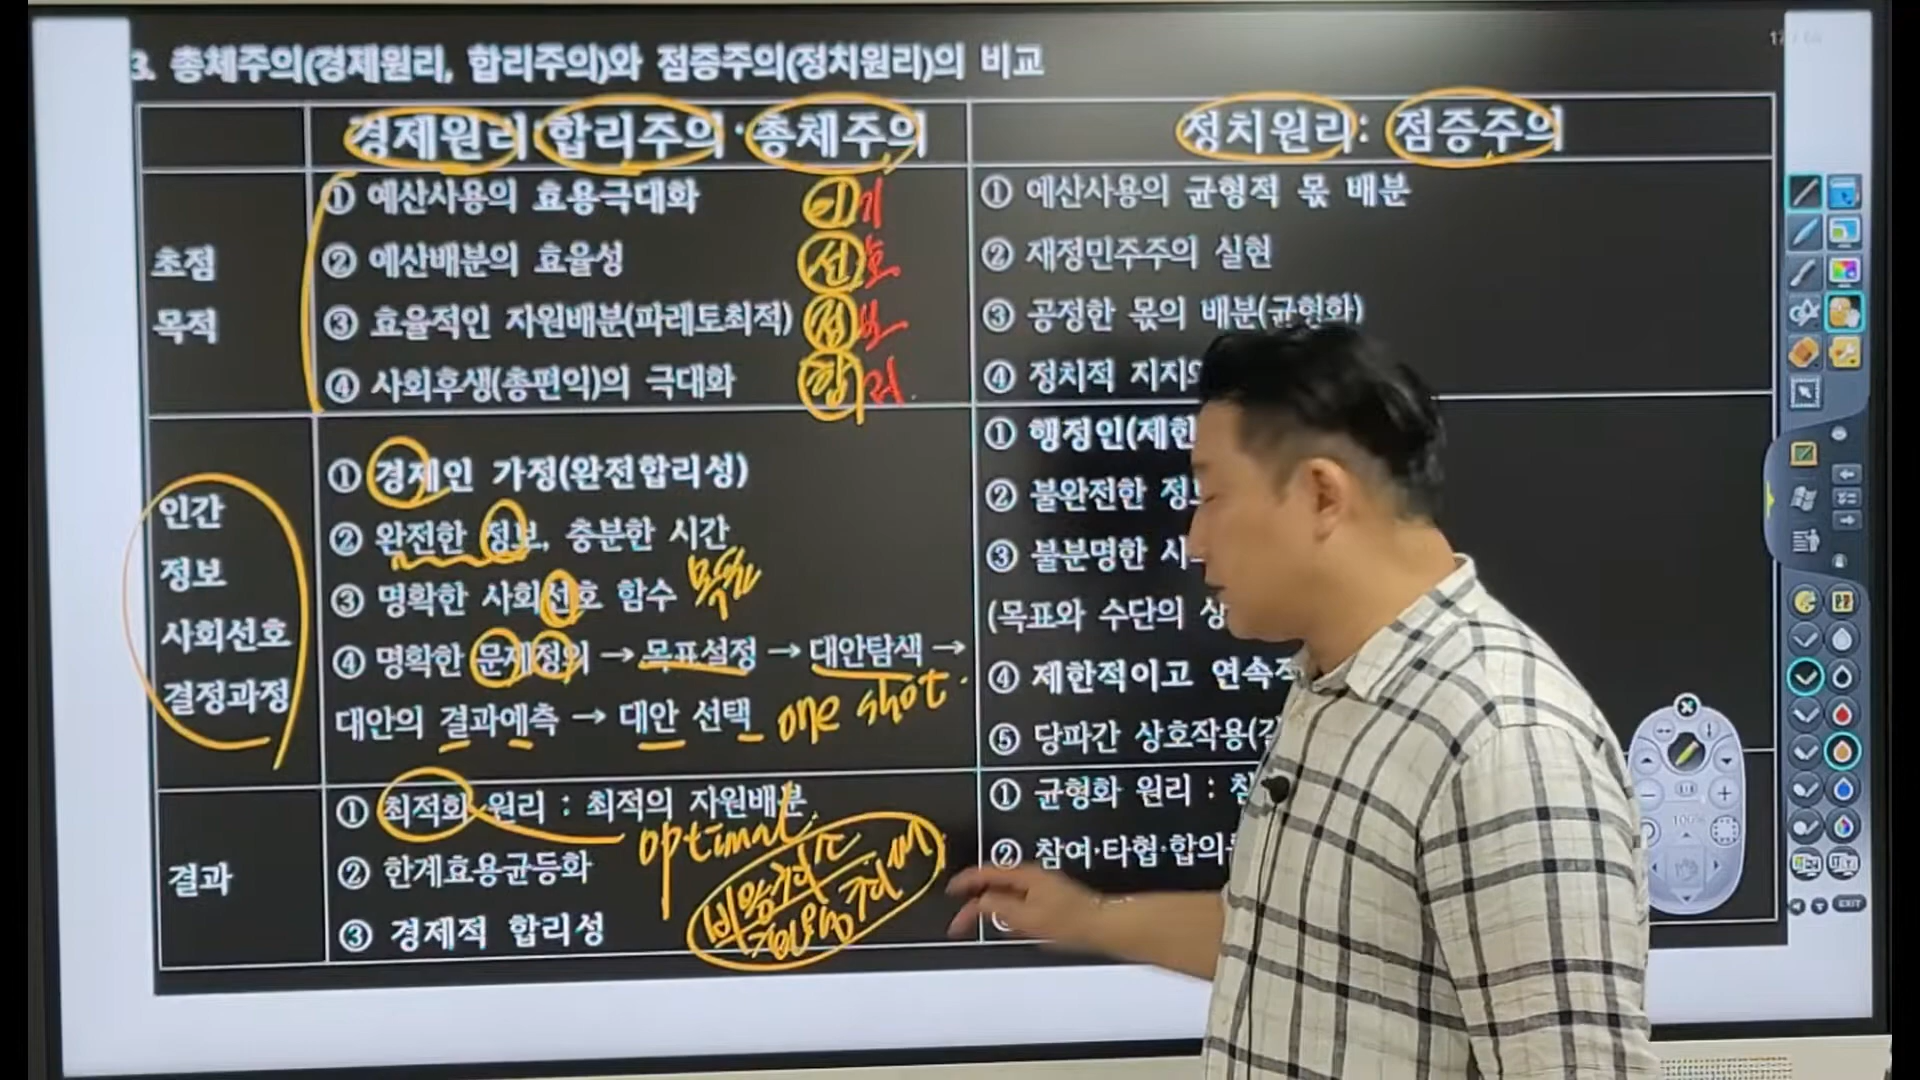 3. 총체주의(경제원리, 합리주의)와 점증주의(정치원리)의 비교
경제원리·합리주의·총체주의
정치원리: 점증주의
초점
목적
① 예산사용의 효용극대화
② 예산배분의 효율성
③ 효율적인 자원배분(파레토최적)
④ 사회후생(총편익)의 극대화
선호
정보
합리
① 예산사용의 균형적 몫 배분
② 재정민주주의 실현
③ 공정한 몫의 배분(균형화)
④ 정치적
인간
정보
사회선호
결정과정
① 경제인 가정(완전합리성)
② 완전한 정보, 충분한 시간
③ 명확한 사회선호 함수
④ 명확한 문제정의 → 목표설정 → 대안탐색 →
대안의 결과예측 → 대안 선택
one shot
① 행정인
② 불완전한
③ 불분명한
(목표와 수단의
④ 제한적이고
⑤ 당파간
결과
① 최적화 원리 : 최적의 자원배분
optimal
② 한계효용균등화
③ 경제적 합리성
① 균형화 원리 :
② 참여·타협·합의
100%
EXIT